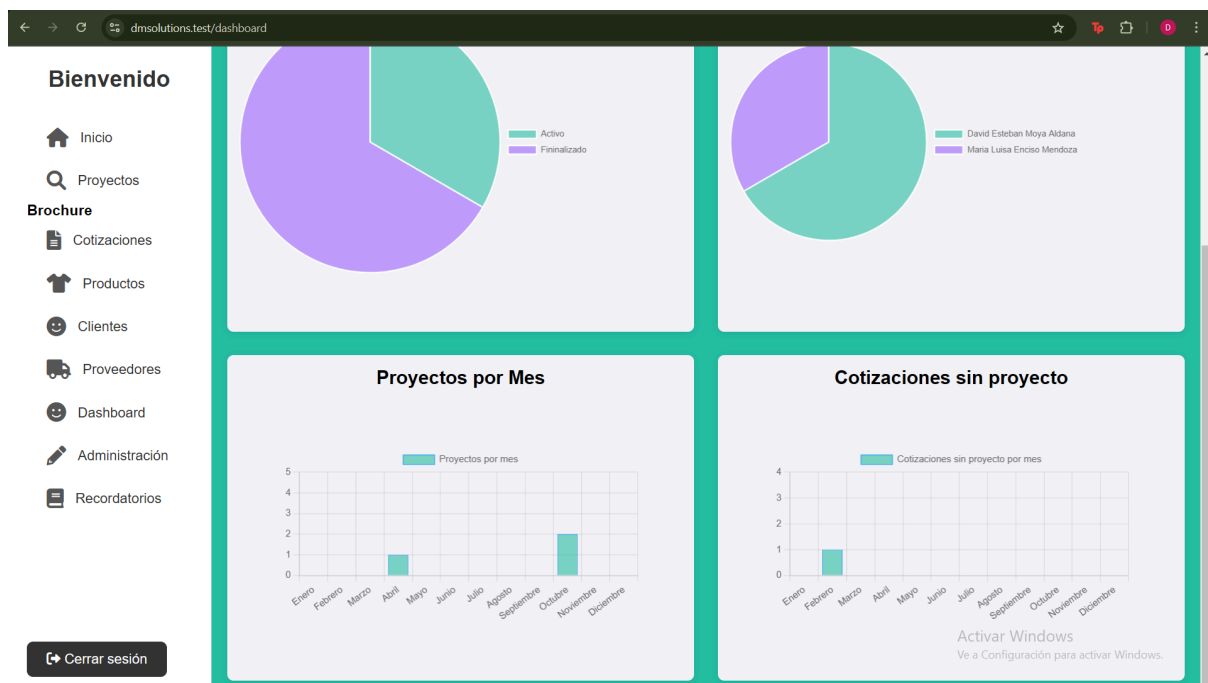 dmsolutions.test/dashboard
Tp
D
Bienvenido
Inicio
Proyectos
Brochure
Cotizaciones
Productos
Clientes
Proveedores
Dashboard
Administración
Recordatorios
Cerrar sesión
Activo
Fininalizado
David Esteban Moya Aldana
Maria Luisa Enciso Mendoza
Proyectos por Mes
Proyectos por mes
5
4
3
2
1
0
Enero Febrero Marzo Abril Mayo Junio Julio Agosto Septiembre Octubre Noviembre Diciembre
Cotizaciones sin proyecto
Cotizaciones sin proyecto por mes
4
3
2
1
0
Enero Febrero Marzo Abril Mayo Junio Julio Agosto Septiembre Octubre Noviembre Diciembre
Activar Windows
Ve a Configuración para activar Windows.